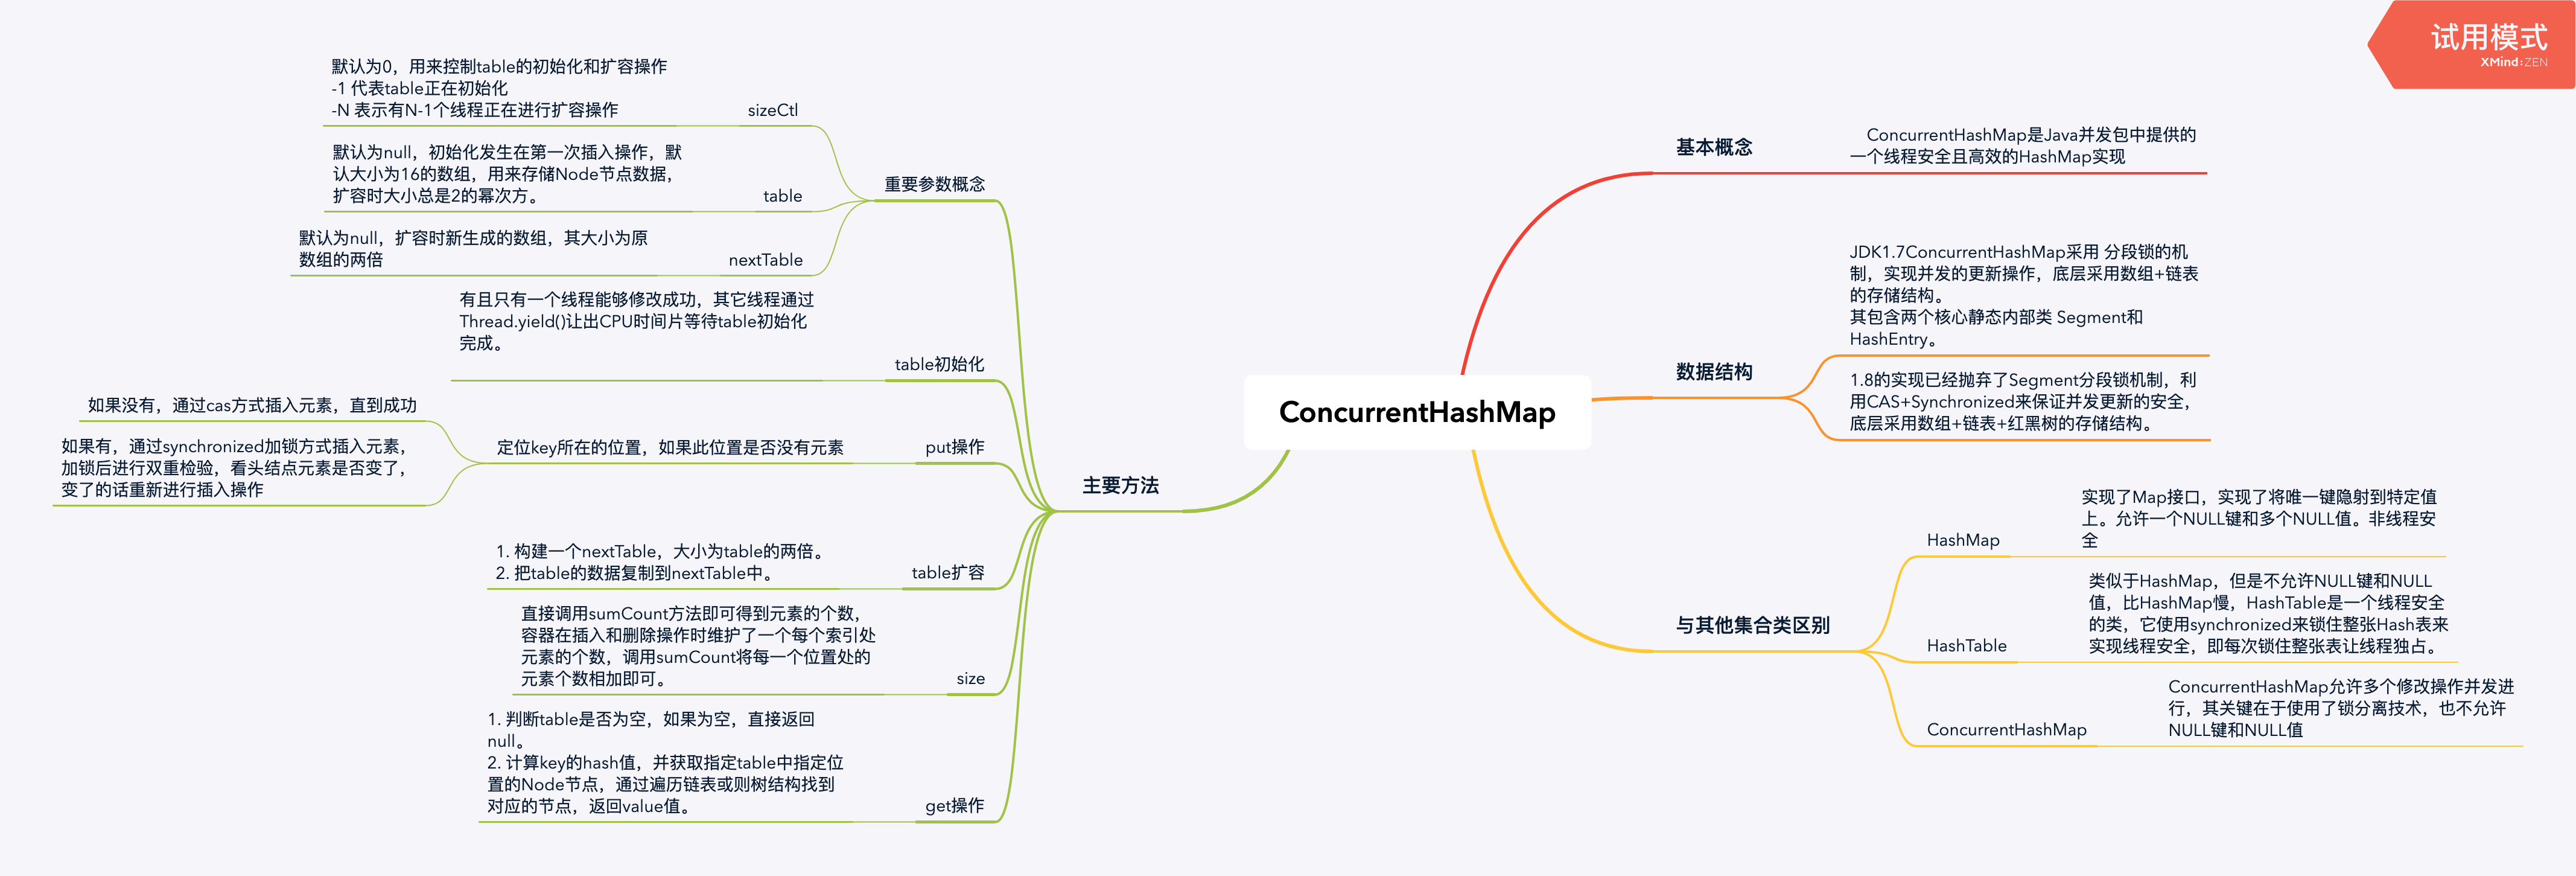 试用模式
XMind:ZEN
ConcurrentHashMap
基本概念
ConcurrentHashMap是Java并发包中提供的
一个线程安全且高效的HashMap实现
数据结构
JDK1.7ConcurrentHashMap采用 分段锁的机
制，实现并发的更新操作，底层采用数组+链表
的存储结构。
其包含两个核心静态内部类 Segment和
HashEntry。
1.8的实现已经抛弃了Segment分段锁机制，利
用CAS+Synchronized来保证并发更新的安全，
底层采用数组+链表+红黑树的存储结构。
与其他集合类区别
HashMap
实现了Map接口，实现了将唯一键隐射到特定值
上。允许一个NULL键和多个NULL值。非线程安
全
HashTable
类似于HashMap，但是不允许NULL键和NULL
值，比HashMap慢，HashTable是一个线程安全
的类，它使用synchronized来锁住整张Hash表来
实现线程安全，即每次锁住整张表让线程独占。
ConcurrentHashMap
ConcurrentHashMap允许多个修改操作并发进
行，其关键在于使用了锁分离技术，也不允许
NULL键和NULL值
主要方法
重要参数概念
sizeCtl
默认为0，用来控制table的初始化和扩容操作
-1 代表table正在初始化
-N 表示有N-1个线程正在进行扩容操作
table
默认为null，初始化发生在第一次插入操作，默
认大小为16的数组，用来存储Node节点数据，
扩容时大小总是2的幂次方。
nextTable
默认为null，扩容时新生成的数组，其大小为原
数组的两倍
table初始化
有且只有一个线程能够修改成功，其它线程通过
Thread.yield()让出CPU时间片等待table初始化
完成。
put操作
定位key所在的位置，如果此位置是否没有元素
如果没有，通过cas方式插入元素，直到成功
如果有，通过synchronized加锁方式插入元素，
加锁后进行双重检验，看头结点元素是否变了，
变了的话重新进行插入操作
table扩容
1. 构建一个nextTable，大小为table的两倍。
2. 把table的数据复制到nextTable中。
size
直接调用sumCount方法即可得到元素的个数，
容器在插入和删除操作时维护了一个每个索引处
元素的个数，调用sumCount将每一个位置处的
元素个数相加即可。
get操作
1. 判断table是否为空，如果为空，直接返回
null。
2. 计算key的hash值，并获取指定table中指定位
置的Node节点，通过遍历链表或则树结构找到
对应的节点，返回value值。